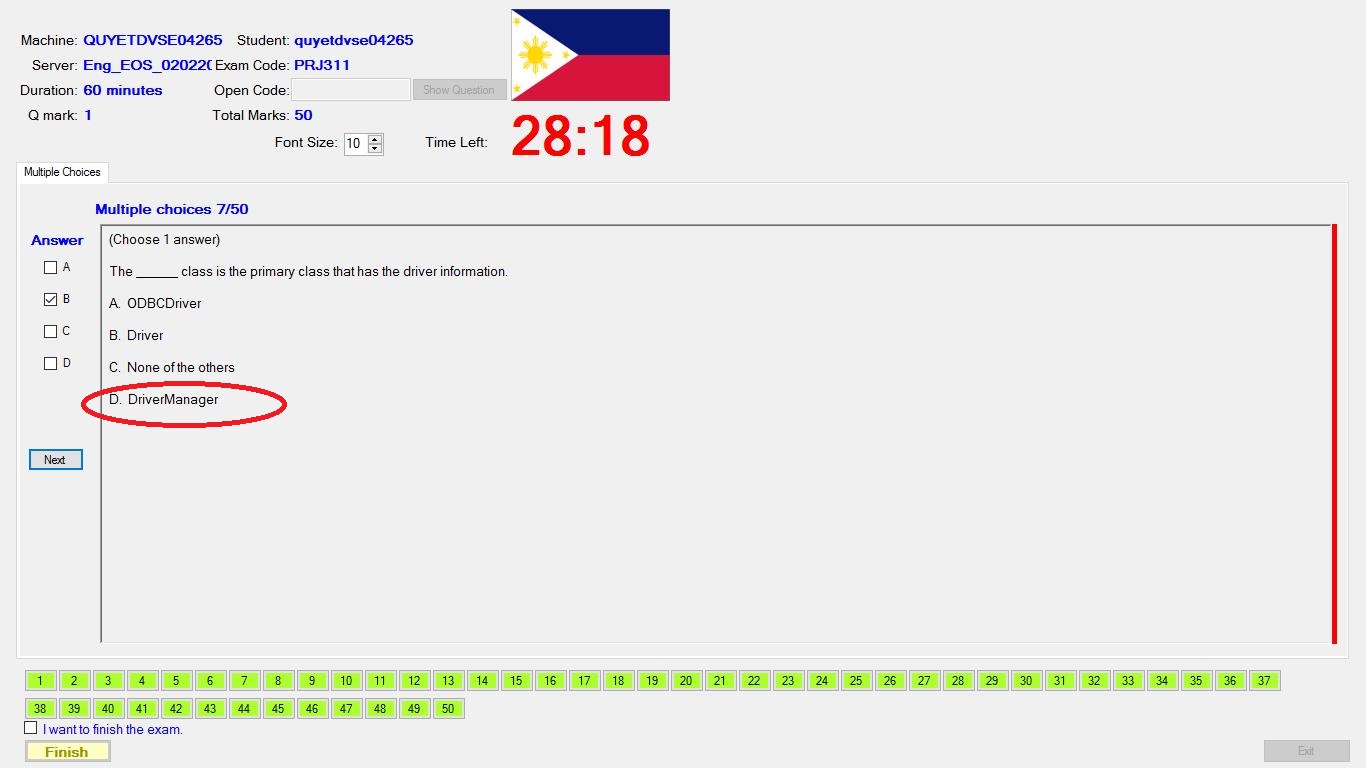 Machine: QUYETDVSE04265 Student: quyetdvse04265
Server: Eng_EOS_020220 Exam Code: PRJ311
Duration: 60 minutes Open Code: Show Question
Q mark: 1 Total Marks: 50
Font Size: 10 Time Left: 28:18
Multiple Choices
Multiple choices 7/50
Answer
(Choose 1 answer)
A
The ______ class is the primary class that has the driver information.
B
A. ODBCDriver
C
B. Driver
D
C. None of the others
D. DriverManager
Next
1 2 3 4 5 6 7 8 9 10 11 12 13 14 15 16 17 18 19 20 21 22 23 24 25 26 27 28 29 30 31 32 33 34 35 36 37
38 39 40 41 42 43 44 45 46 47 48 49 50
I want to finish the exam.
Finish Exit